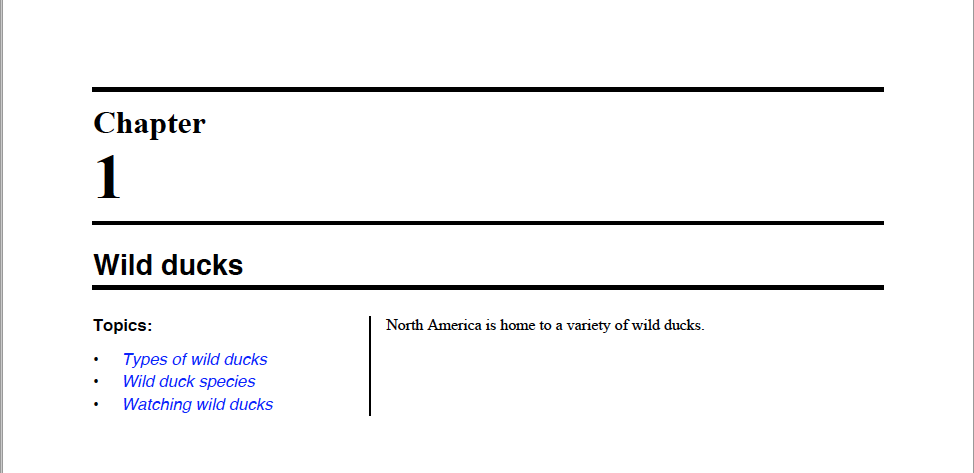 Chapter
1
Wild ducks
Topics:
• Types of wild ducks
• Wild duck species
• Watching wild ducks
North America is home to a variety of wild ducks.